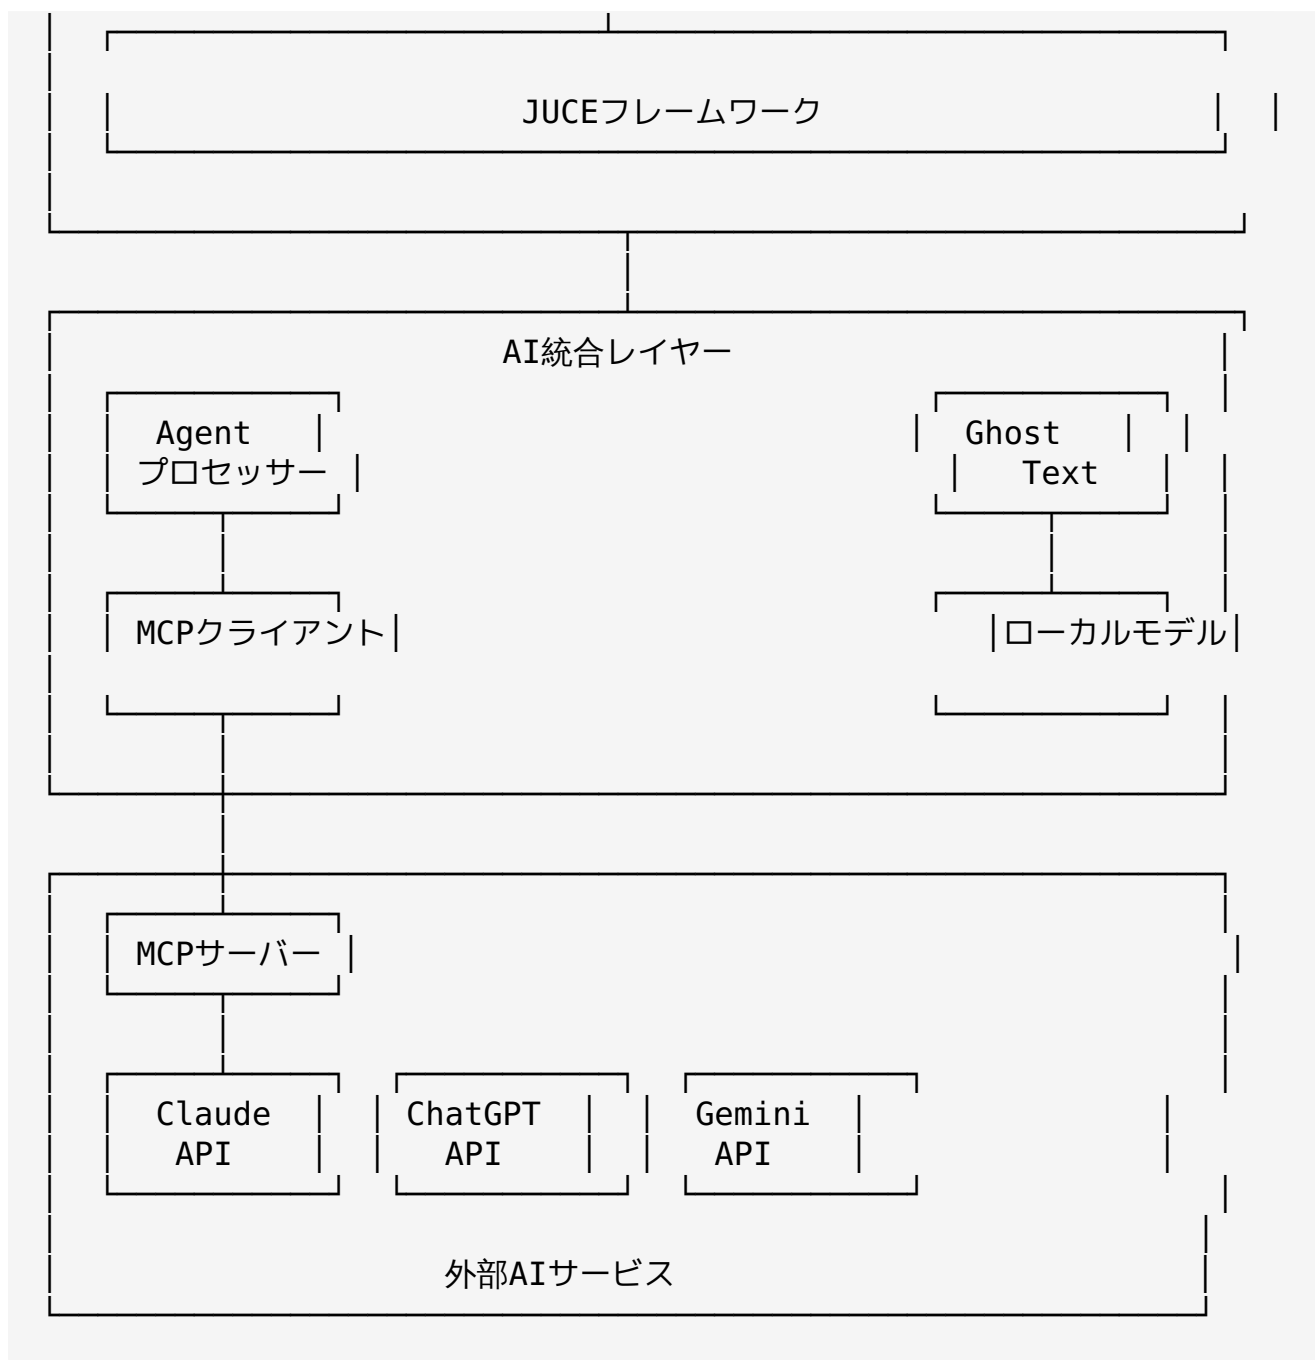 JUCEフレームワーク
AI統合レイヤー
Agent Ghost
プロセッサー Text
MCPクライアント ローカルモデル
MCPサーバー
Claude ChatGPT Gemini
API API API
外部AIサービス